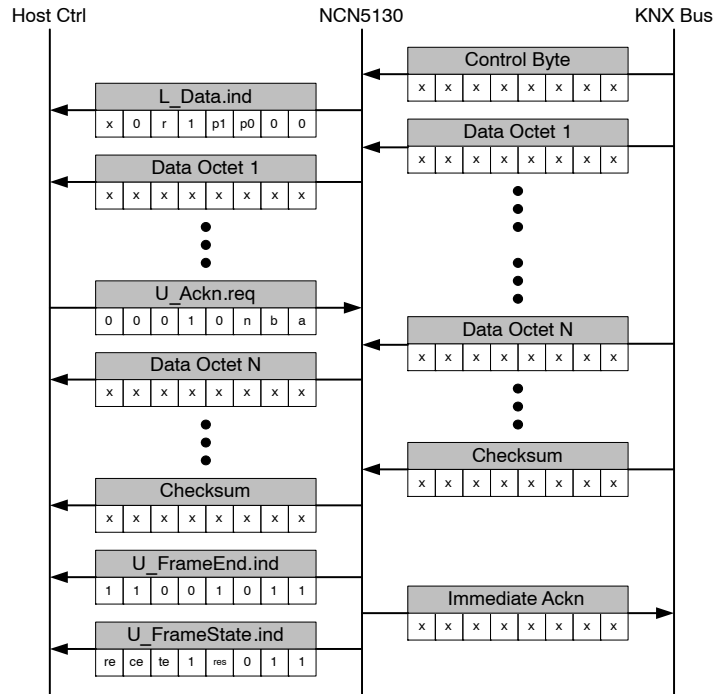 Host Ctrl NCN5130 KNX Bus
Control Byte
x x x x x x x x
L_Data.ind
x 0 r 1 p1 p0 0 0
Data Octet 1
x x x x x x x x
Data Octet 1
x x x x x x x x
U_Ackn.req
0 0 0 1 0 n b a
Data Octet N
x x x x x x x x
Data Octet N
x x x x x x x x
Checksum
x x x x x x x x
Checksum
x x x x x x x x
U_FrameEnd.ind
1 1 0 0 1 0 1 1
Immediate Ackn
x x x x x x x x
U_FrameState.ind
re ce te 1 res 0 1 1